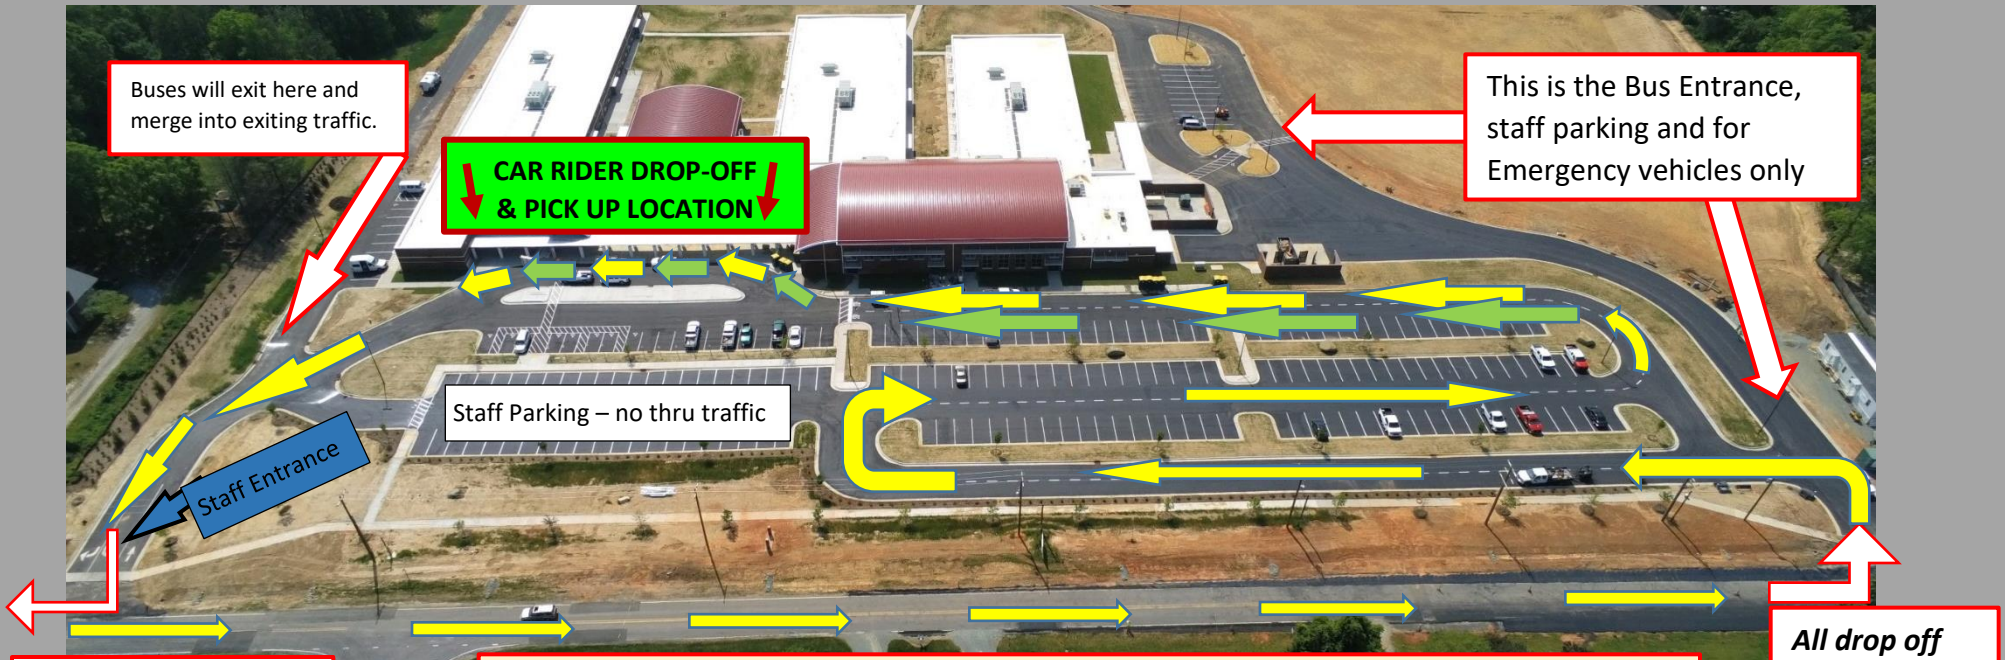 Buses will exit here and
merge into exiting traffic.
CAR RIDER DROP-OFF
& PICK UP LOCATION
This is the Bus Entrance,
staff parking and for
Emergency vehicles only
Staff Parking – no thru traffic
Staff Entrance
All drop off